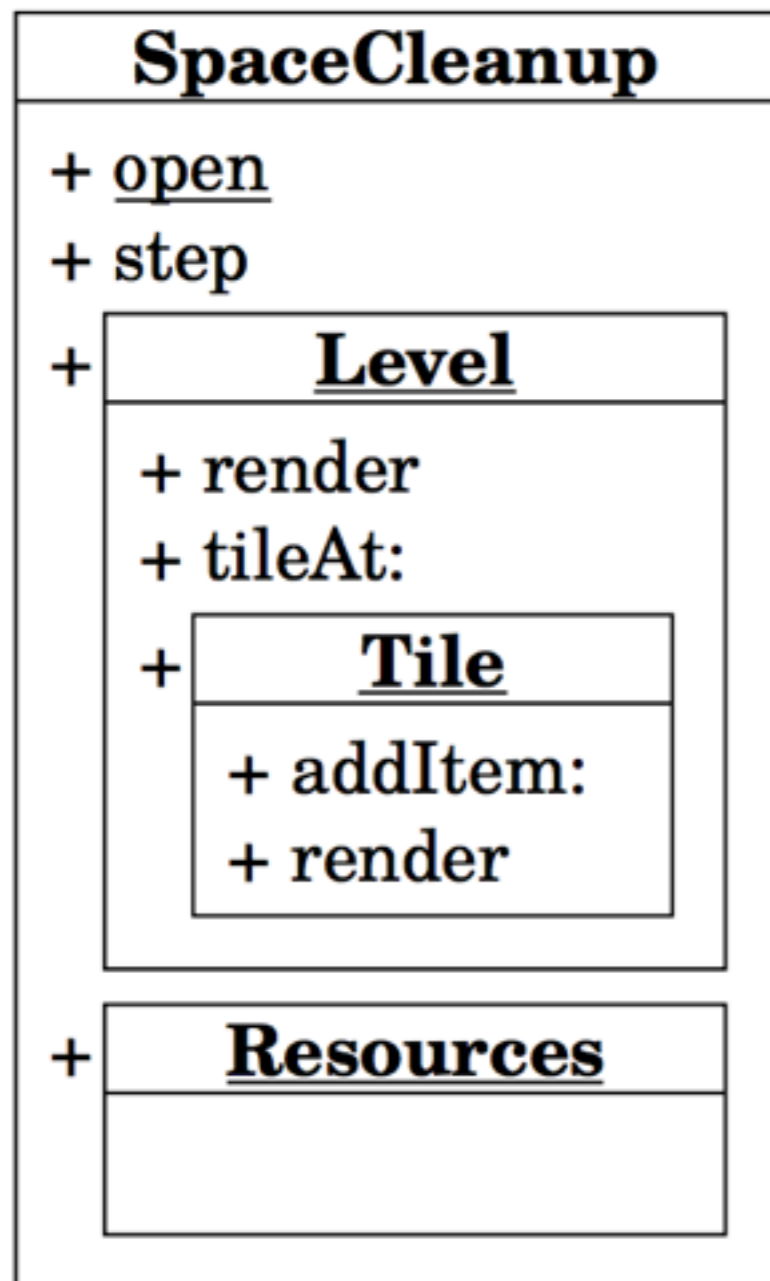 SpaceCleanup
+ open
+ step
+ Level
+ render
+ tileAt:
+ Tile
+ addItem:
+ render
+ Resources